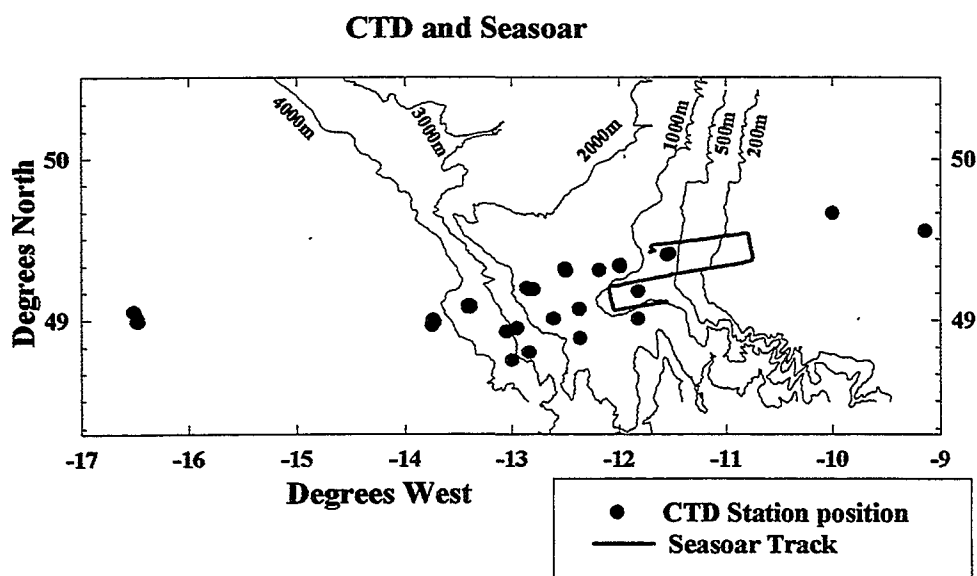 CTD and Seasoar
4000m
3000m
2000m
1000m
500m
200m
50
50
Degrees North
49
49
-17 -16 -15 -14 -13 -12 -11 -10 -9
Degrees West
CTD Station position
Seasoar Track